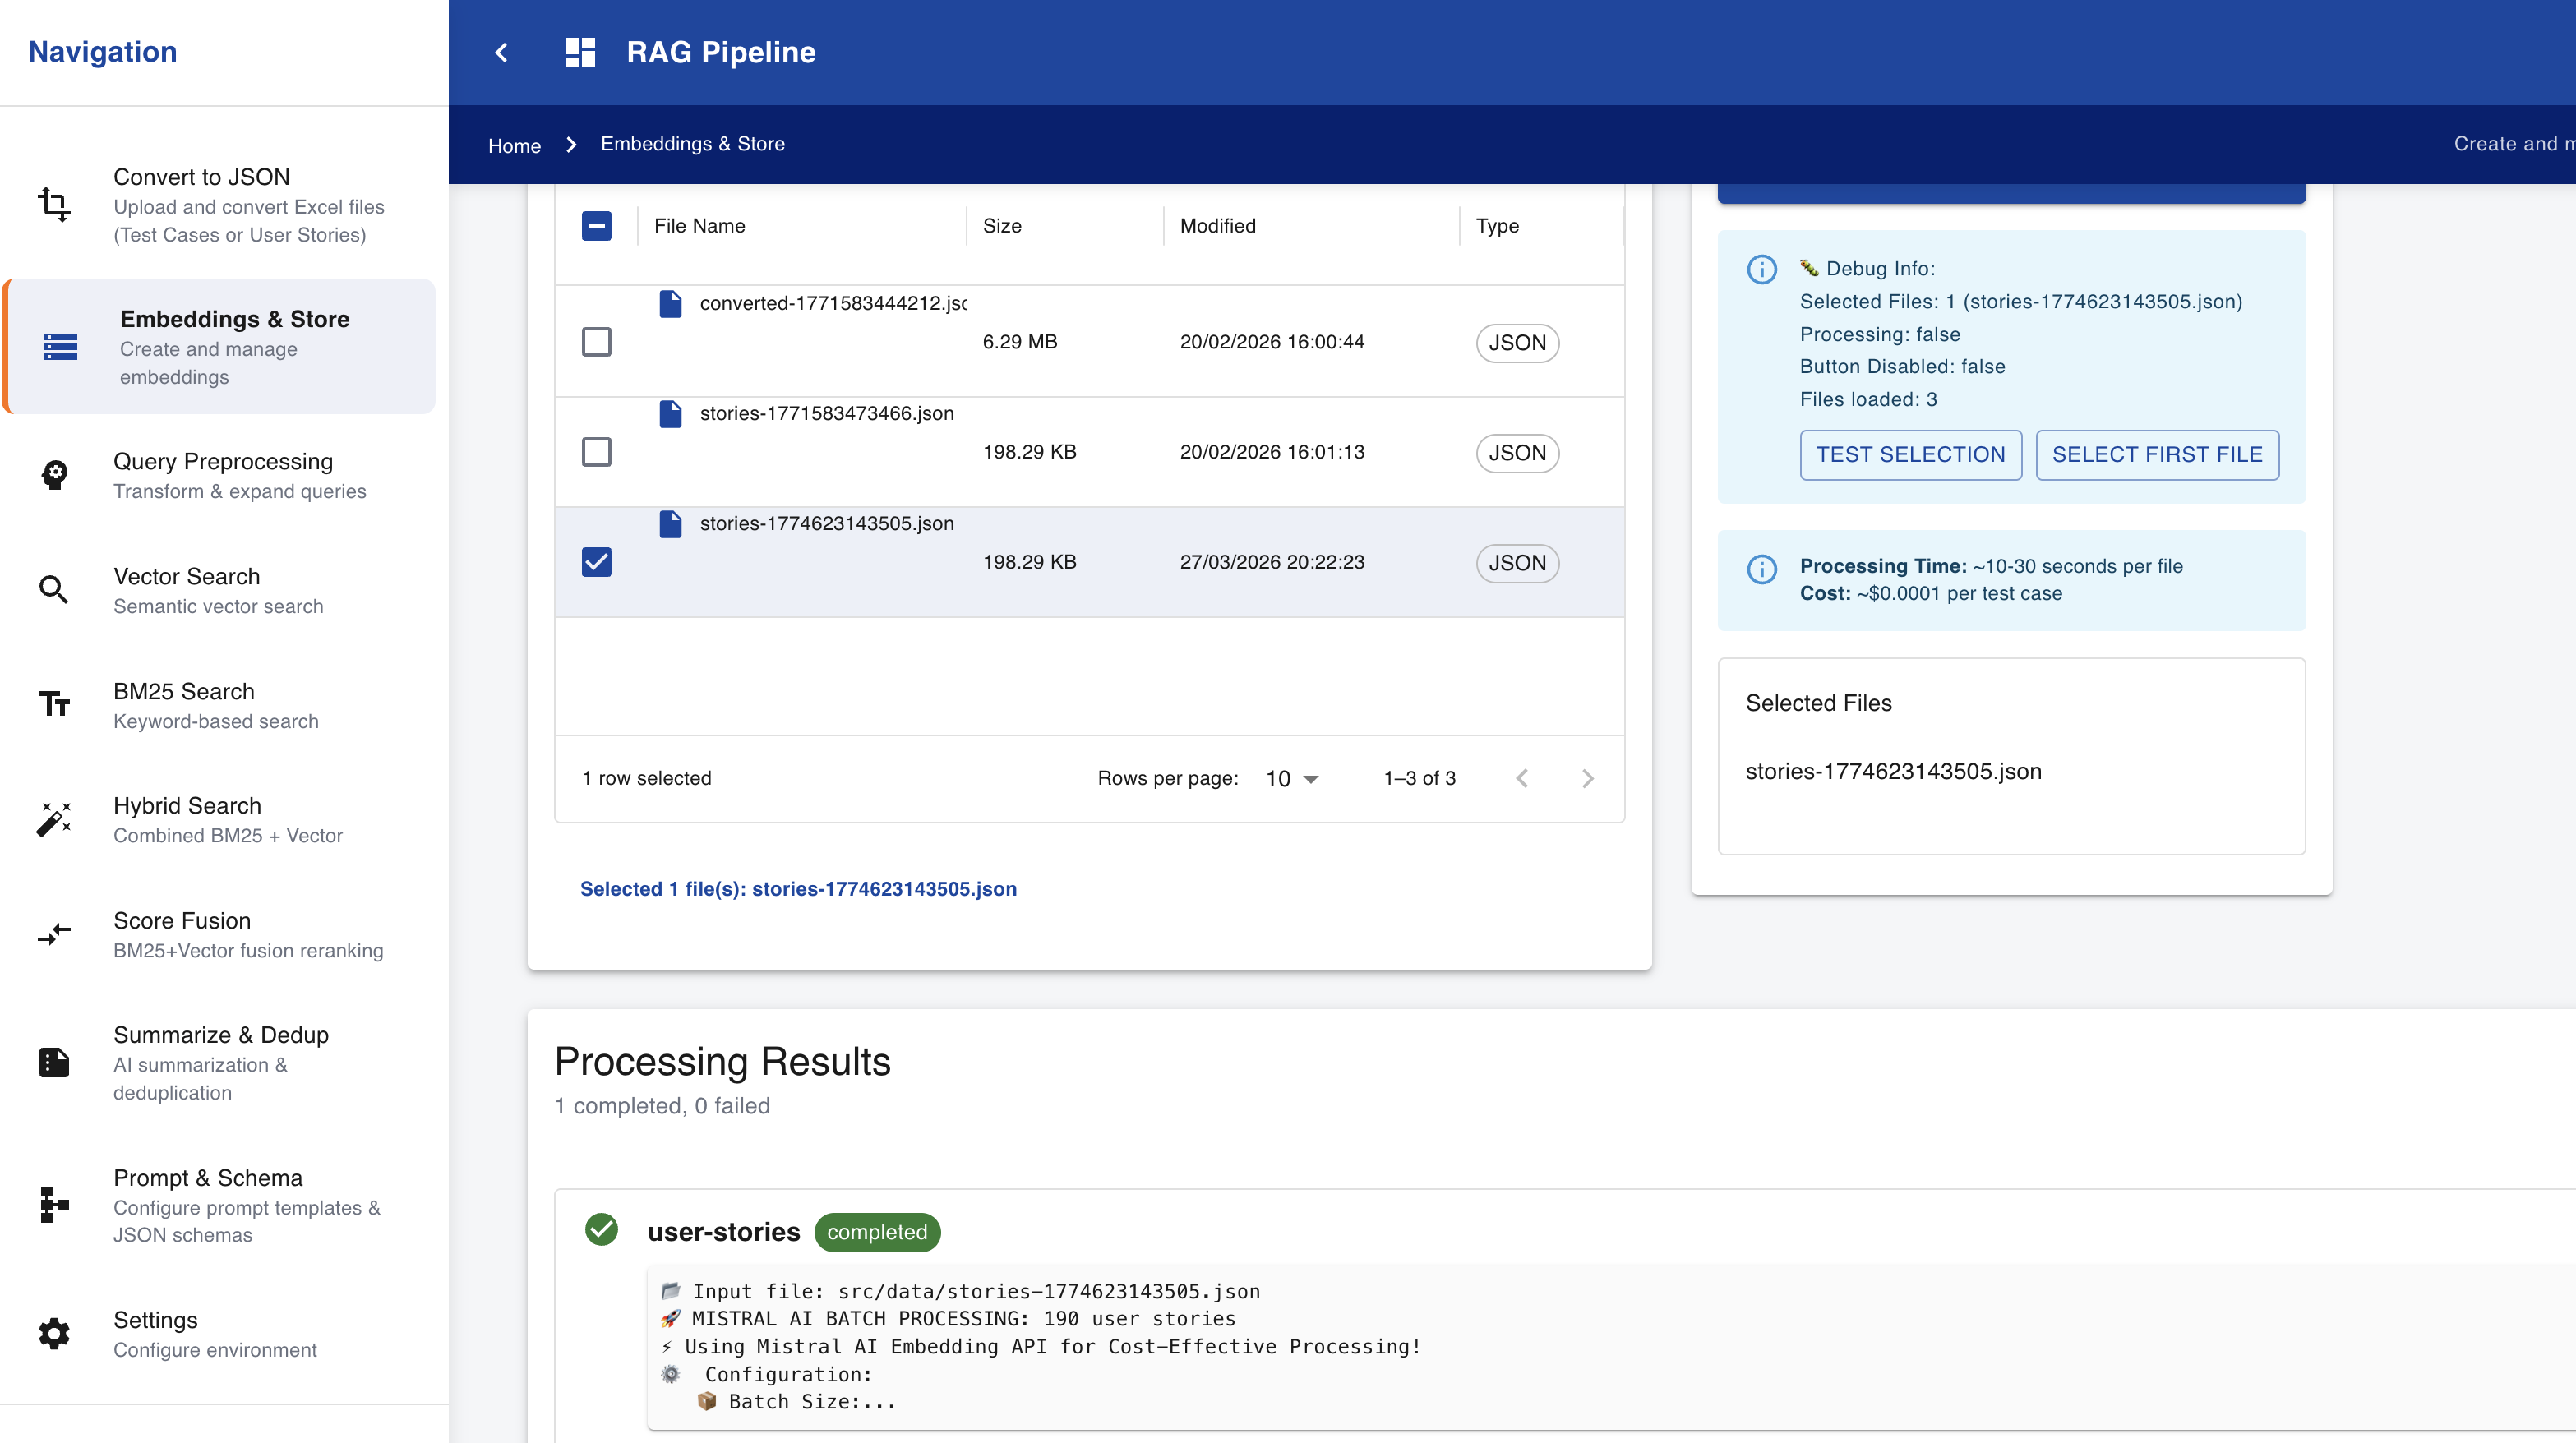 Navigation
Convert to JSON
Upload and convert Excel files
(Test Cases or User Stories)
Embeddings & Store
Create and manage
embeddings
Query Preprocessing
Transform & expand queries
Vector Search
Semantic vector search
BM25 Search
Keyword-based search
Hybrid Search
Combined BM25 + Vector
Score Fusion
BM25+Vector fusion reranking
Summarize & Dedup
AI summarization &
deduplication
Prompt & Schema
Configure prompt templates &
JSON schemas
Settings
Configure environment
RAG Pipeline
Home
Embeddings & Store
Create and m
File Name Size Modified Type
converted-1771583444212.jsc 6.29 MB 20/02/2026 16:00:44 JSON
stories-1771583473466.json 198.29 KB 20/02/2026 16:01:13 JSON
stories-1774623143505.json 198.29 KB 27/03/2026 20:22:23 JSON
1 row selected Rows per page: 10 1–3 of 3
Selected 1 file(s): stories-1774623143505.json
🐛 Debug Info:
Selected Files: 1 (stories-1774623143505.json)
Processing: false
Button Disabled: false
Files loaded: 3
TEST SELECTION SELECT FIRST FILE
Processing Time: ~10-30 seconds per file
Cost: ~$0.0001 per test case
Selected Files
stories-1774623143505.json
Processing Results
1 completed, 0 failed
user-stories completed
📂 Input file: src/data/stories-1774623143505.json
🚀 MISTRAL AI BATCH PROCESSING: 190 user stories
⚡ Using Mistral AI Embedding API for Cost-Effective Processing!
⚙️ Configuration:
📦 Batch Size:...